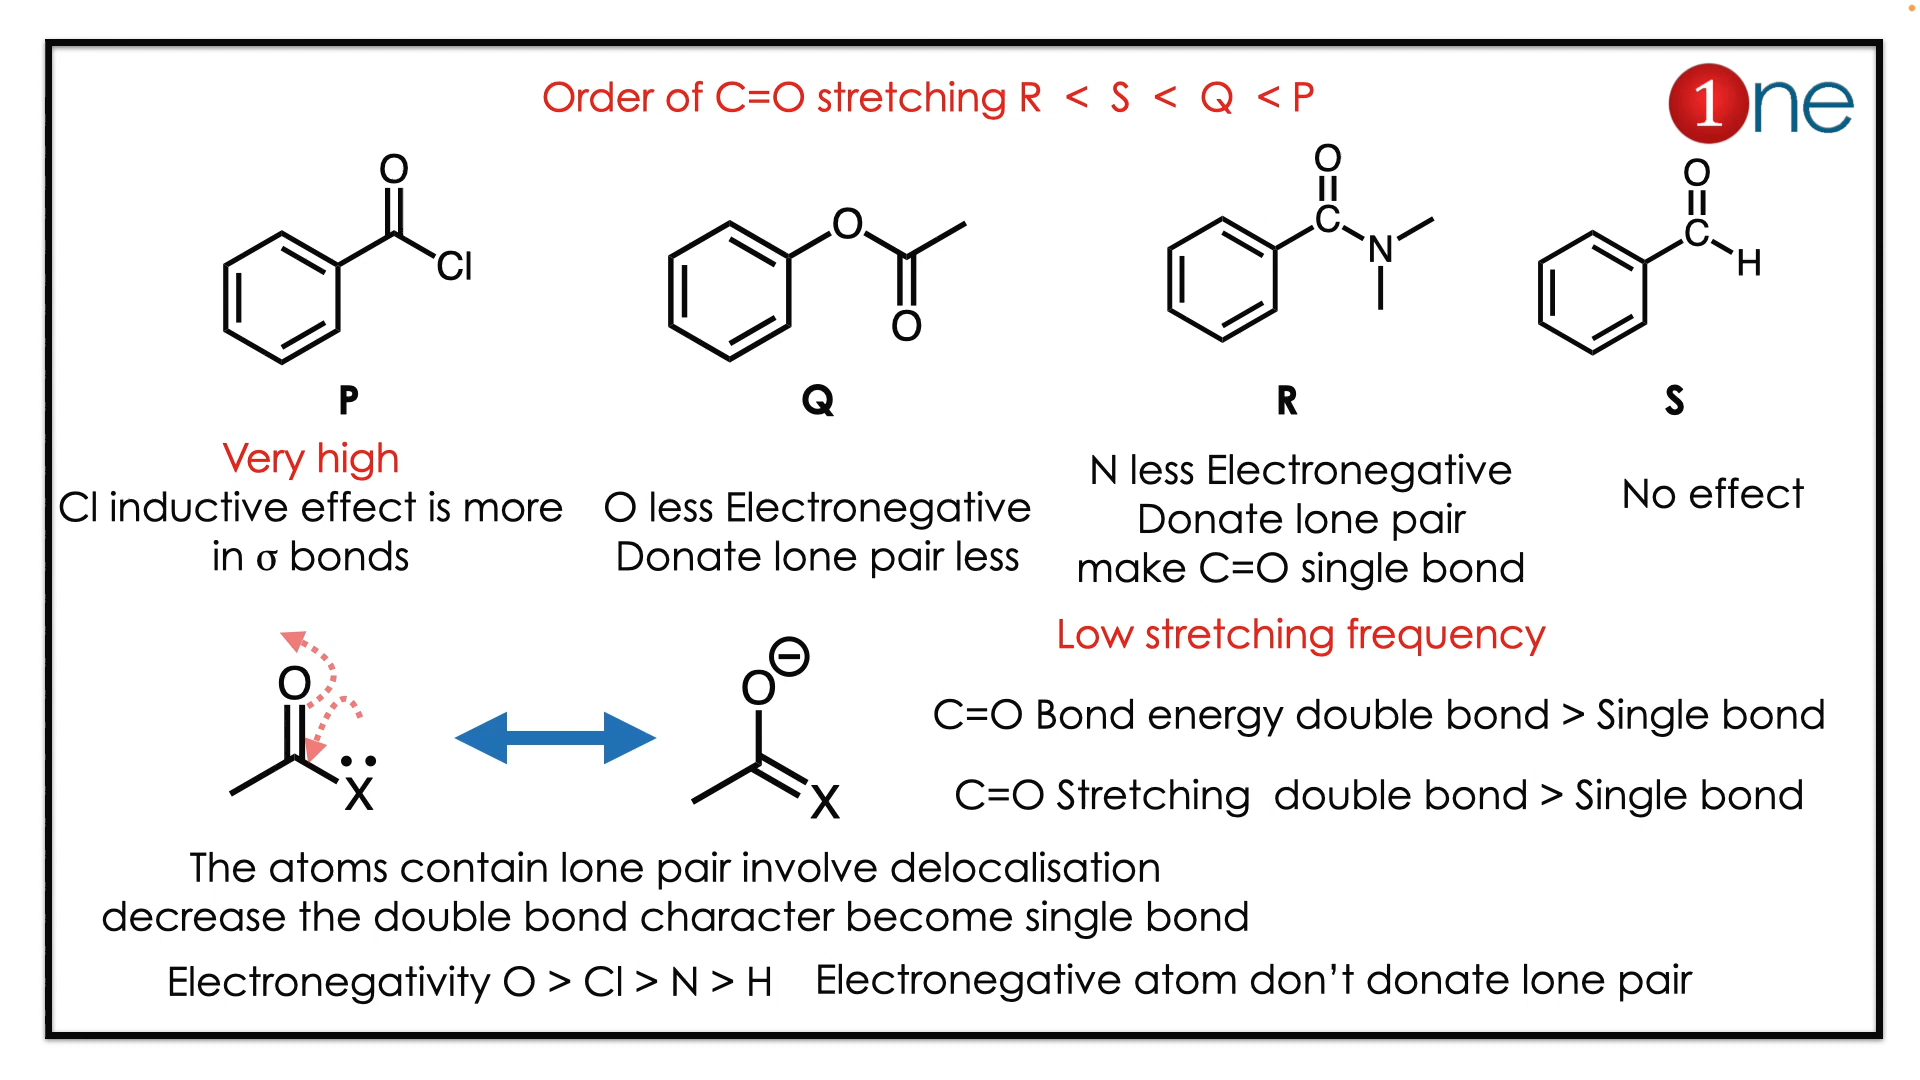 Order of C=O stretching R < S < Q < P
1ne
O
Cl
P
O
O
Q
O
C
N
R
O
C
H
S
Very high
Cl inductive effect is more
in σ bonds
O less Electronegative
Donate lone pair less
N less Electronegative
Donate lone pair
make C=O single bond
Low stretching frequency
No effect
O
X
O
X
C=O Bond energy double bond > Single bond
C=O Stretching double bond > Single bond
The atoms contain lone pair involve delocalisation
decrease the double bond character become single bond
Electronegativity O > Cl > N > H
Electronegative atom don’t donate lone pair